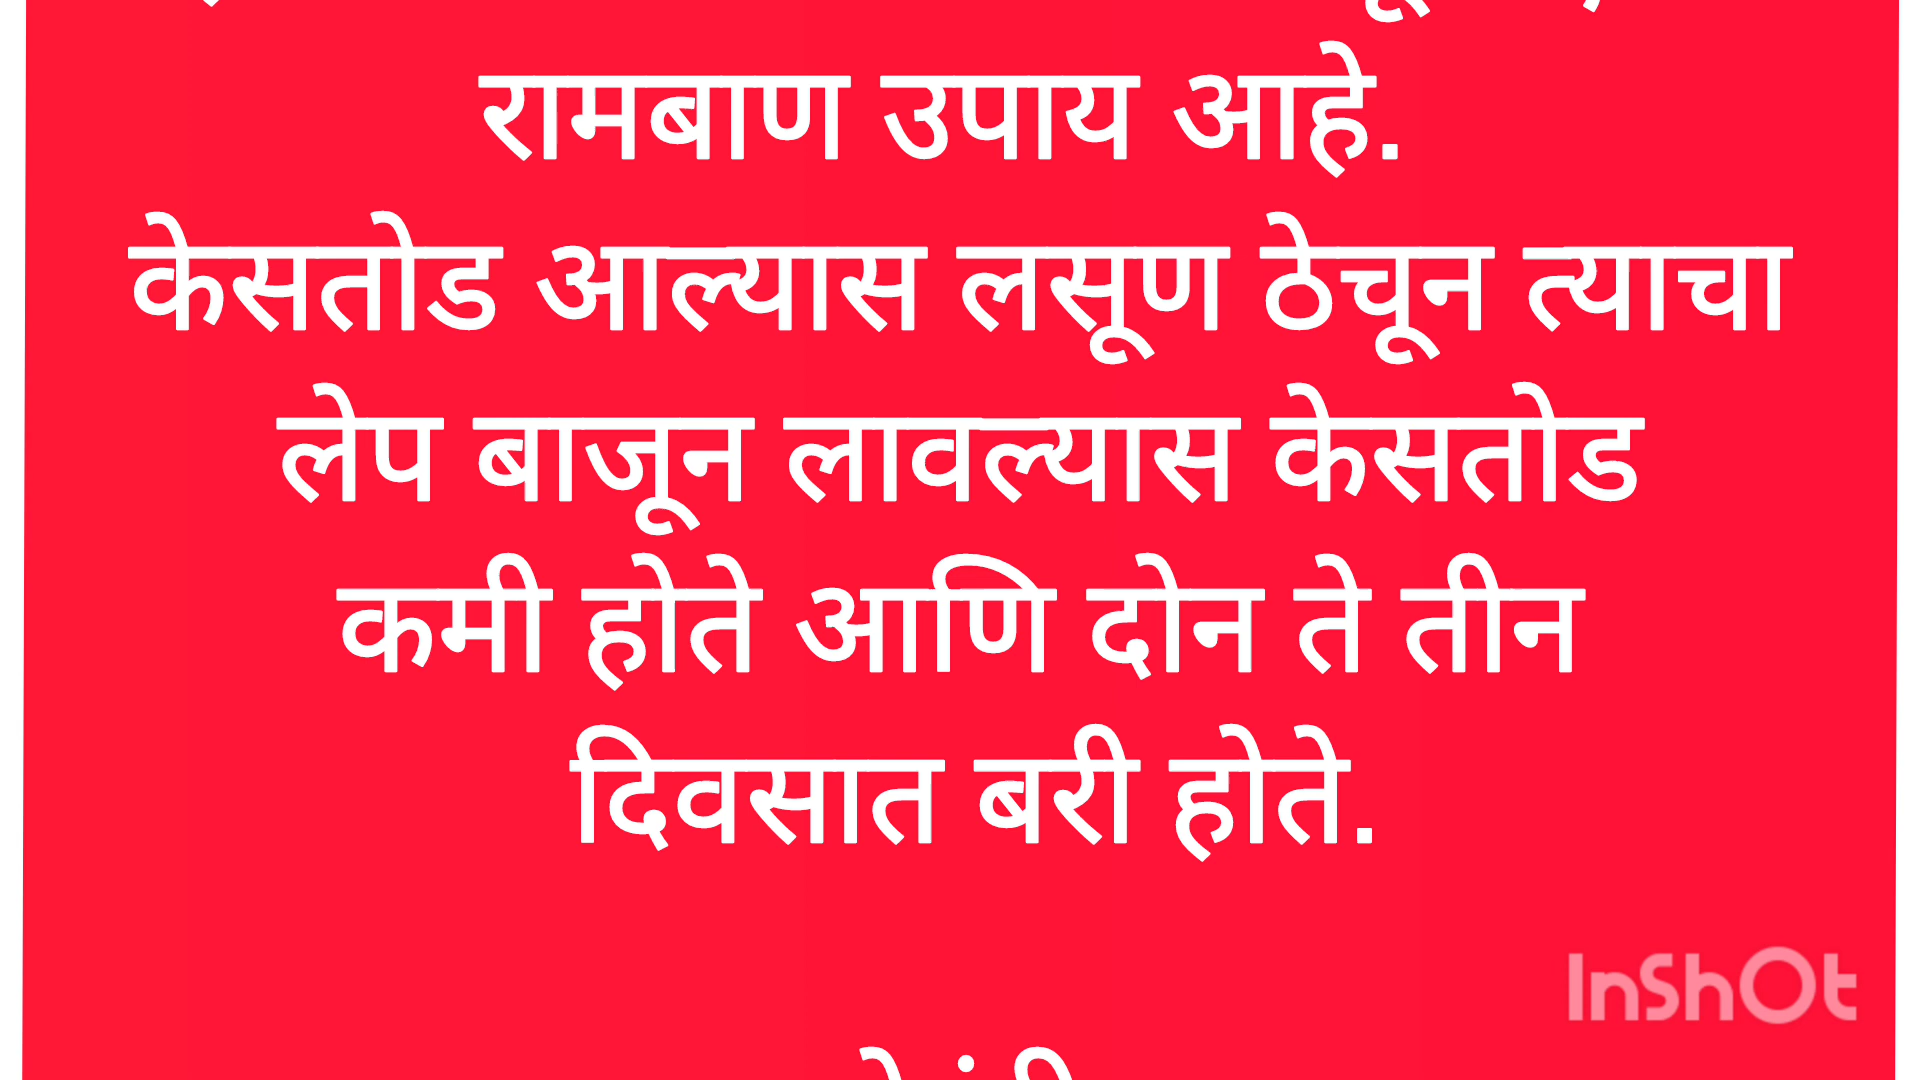 रामबाण उपाय आहे.
केसतोड आल्यास लसूण ठेचून त्याचा
लेप बाजून लावल्यास केसतोड
कमी होते आणि दोन ते तीन
दिवसात बरी होते.
InShOt